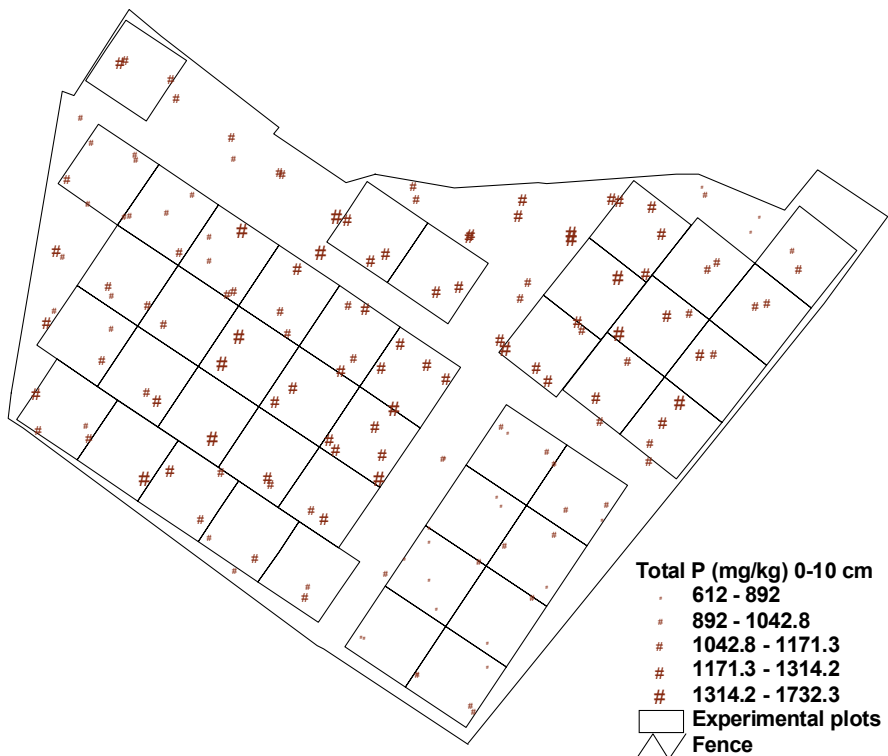 Total P (mg/kg) 0-10 cm
612 - 892
892 - 1042.8
1042.8 - 1171.3
1171.3 - 1314.2
1314.2 - 1732.3
Experimental plots
Fence